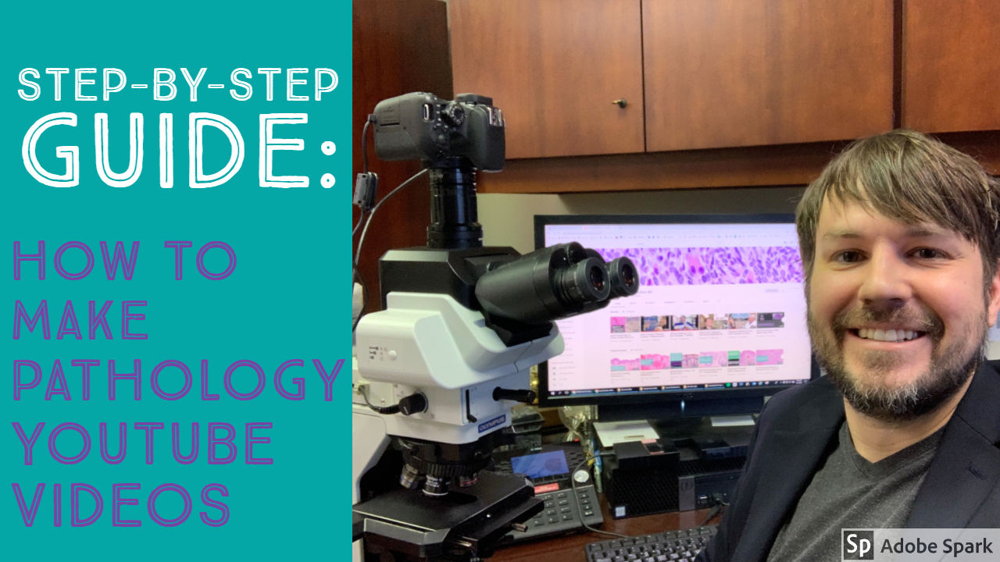 STEP-BY-STEP
GUIDE:
HOW TO
MAKE
PATHOLOGY
YOUTUBE
VIDEOS
OLYMPUS
Sp Adobe Spark